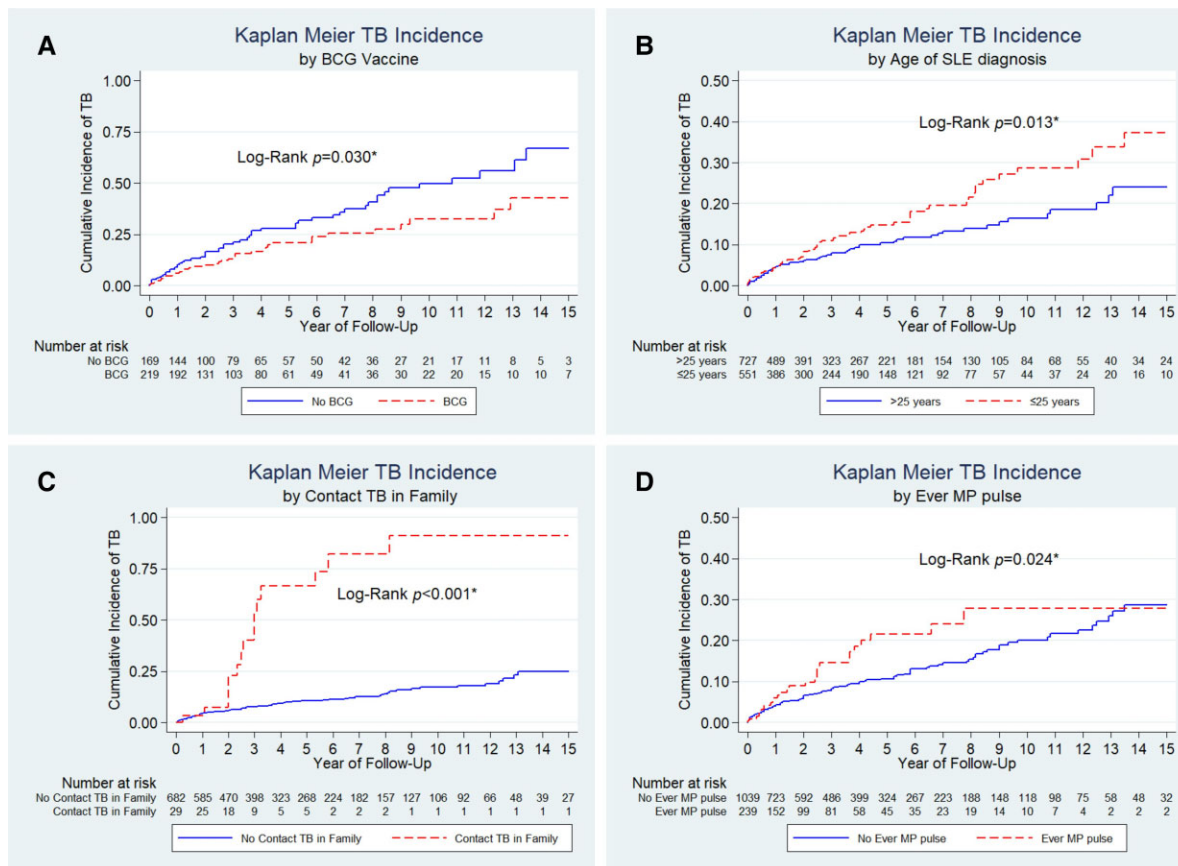 A
Kaplan Meier TB Incidence
by BCG Vaccine
Cumulative Incidence of TB
1.00
0.75
0.50
0.25
0.00
Log-Rank p=0.030*
0 1 2 3 4 5 6 7 8 9 10 11 12 13 14 15
Year of Follow-Up
Number at risk
No BCG 169 144 100 79 65 57 50 42 36 27 21 17 11 8 5 3
BCG 219 192 131 103 80 61 49 41 36 30 22 20 15 10 10 7
No BCG BCG
B
Kaplan Meier TB Incidence
by Age of SLE diagnosis
Cumulative Incidence of TB
0.50
0.40
0.30
0.20
0.10
0.00
Log-Rank p=0.013*
0 1 2 3 4 5 6 7 8 9 10 11 12 13 14 15
Year of Follow-Up
Number at risk
>25 years 727 489 391 323 267 221 181 154 130 105 84 68 55 40 34 24
≤25 years 551 386 300 244 190 148 121 92 77 57 44 37 24 20 16 10
>25 years ≤25 years
C
Kaplan Meier TB Incidence
by Contact TB in Family
Cumulative Incidence of TB
1.00
0.75
0.50
0.25
0.00
Log-Rank p<0.001*
0 1 2 3 4 5 6 7 8 9 10 11 12 13 14 15
Year of Follow-Up
Number at risk
No Contact TB in Family 682 585 470 398 323 268 224 182 157 127 106 92 66 48 39 27
Contact TB in Family 29 25 18 9 5 5 2 2 2 1 1 1 1 1 1 1
No Contact TB in Family Contact TB in Family
D
Kaplan Meier TB Incidence
by Ever MP pulse
Cumulative Incidence of TB
0.50
0.40
0.30
0.20
0.10
0.00
Log-Rank p=0.024*
0 1 2 3 4 5 6 7 8 9 10 11 12 13 14 15
Year of Follow-Up
Number at risk
No Ever MP pulse 1039 723 592 486 399 324 267 223 188 148 118 98 75 58 48 32
Ever MP pulse 239 152 99 81 58 45 35 23 19 14 10 7 4 2 2 2
No Ever MP pulse Ever MP pulse